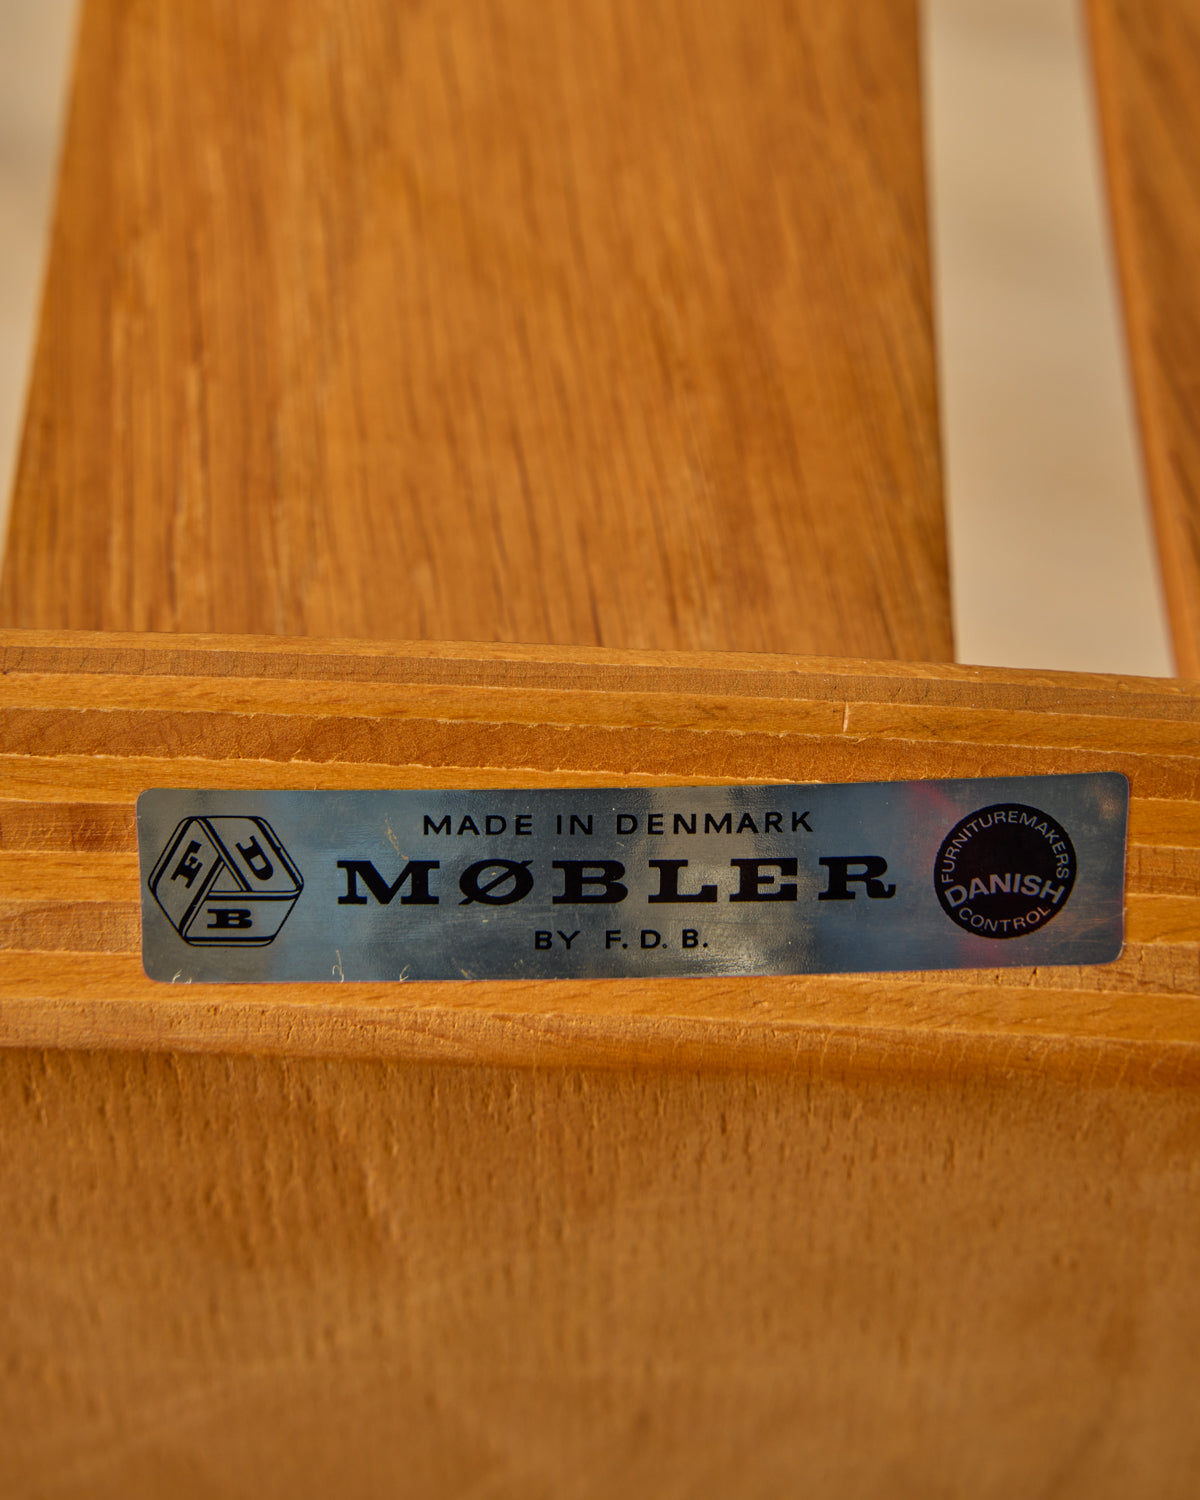 F D B
MADE IN DENMARK
MØBLER
BY F. D. B.
FURNITUREMAKERS
DANISH
CONTROL